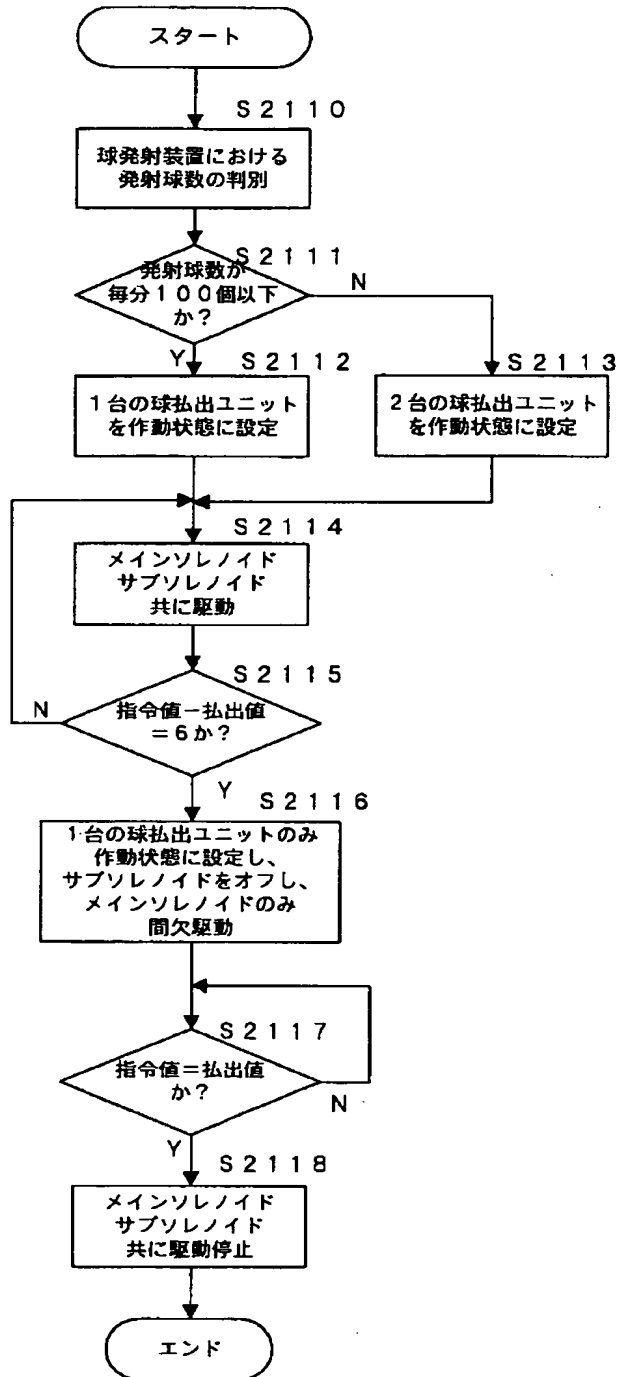 スタート
S2110
球発射装置における
発射球数の判別
S2111
発射球数が
毎分100個以下
か?
N
Y
S2112
S2113
1台の球払出ユニット
を作動状態に設定
2台の球払出ユニット
を作動状態に設定
S2114
メインソレノイド
サブソレノイド
共に駆動
S2115
N
指令値-払出値
=6か?
Y
S2116
1台の球払出ユニットのみ
作動状態に設定し、
サブソレノイドをオフし、
メインソレノイドのみ
間欠駆動
S2117
指令値=払出値
か?
N
Y
S2118
メインソレノイド
サブソレノイド
共に駆動停止
エンド